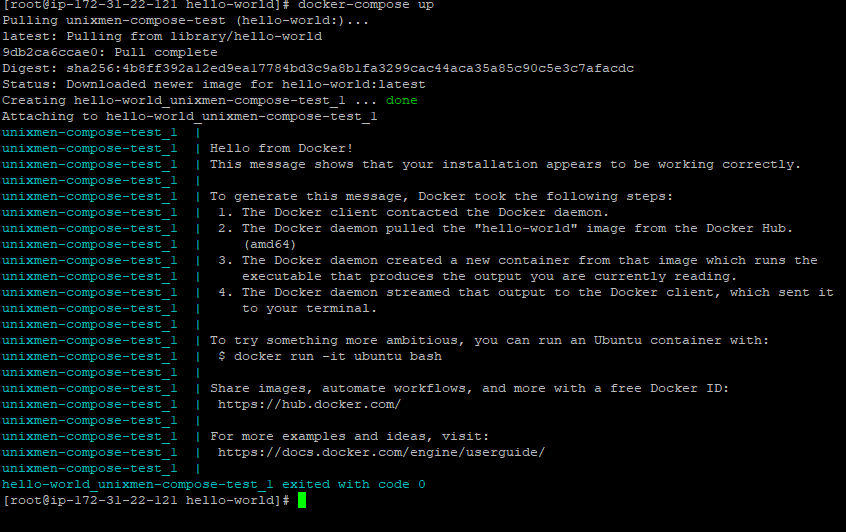 [root@ip-172-31-22-121 hello-world]# docker-compose up
Pulling unixmen-compose-test (hello-world:)...
latest: Pulling from library/hello-world
9db2ca6ccae0: Pull complete
Digest: sha256:4b8ff392a12ed9ea17784bd3c9a8b1fa3299cac44aca35a85c90c5e3c7afacdc
Status: Downloaded newer image for hello-world:latest
Creating hello-world_unixmen-compose-test_1 ... done
Attaching to hello-world_unixmen-compose-test_1
unixmen-compose-test_1  |
unixmen-compose-test_1  | Hello from Docker!
unixmen-compose-test_1  | This message shows that your installation appears to be working correctly.
unixmen-compose-test_1  |
unixmen-compose-test_1  | To generate this message, Docker took the following steps:
unixmen-compose-test_1  |  1. The Docker client contacted the Docker daemon.
unixmen-compose-test_1  |  2. The Docker daemon pulled the "hello-world" image from the Docker Hub.
unixmen-compose-test_1  |     (amd64)
unixmen-compose-test_1  |  3. The Docker daemon created a new container from that image which runs the
unixmen-compose-test_1  |     executable that produces the output you are currently reading.
unixmen-compose-test_1  |  4. The Docker daemon streamed that output to the Docker client, which sent it
unixmen-compose-test_1  |     to your terminal.
unixmen-compose-test_1  |
unixmen-compose-test_1  | To try something more ambitious, you can run an Ubuntu container with:
unixmen-compose-test_1  |  $ docker run -it ubuntu bash
unixmen-compose-test_1  |
unixmen-compose-test_1  | Share images, automate workflows, and more with a free Docker ID:
unixmen-compose-test_1  |  https://hub.docker.com/
unixmen-compose-test_1  |
unixmen-compose-test_1  | For more examples and ideas, visit:
unixmen-compose-test_1  |  https://docs.docker.com/engine/userguide/
unixmen-compose-test_1  |
hello-world_unixmen-compose-test_1 exited with code 0
[root@ip-172-31-22-121 hello-world]#